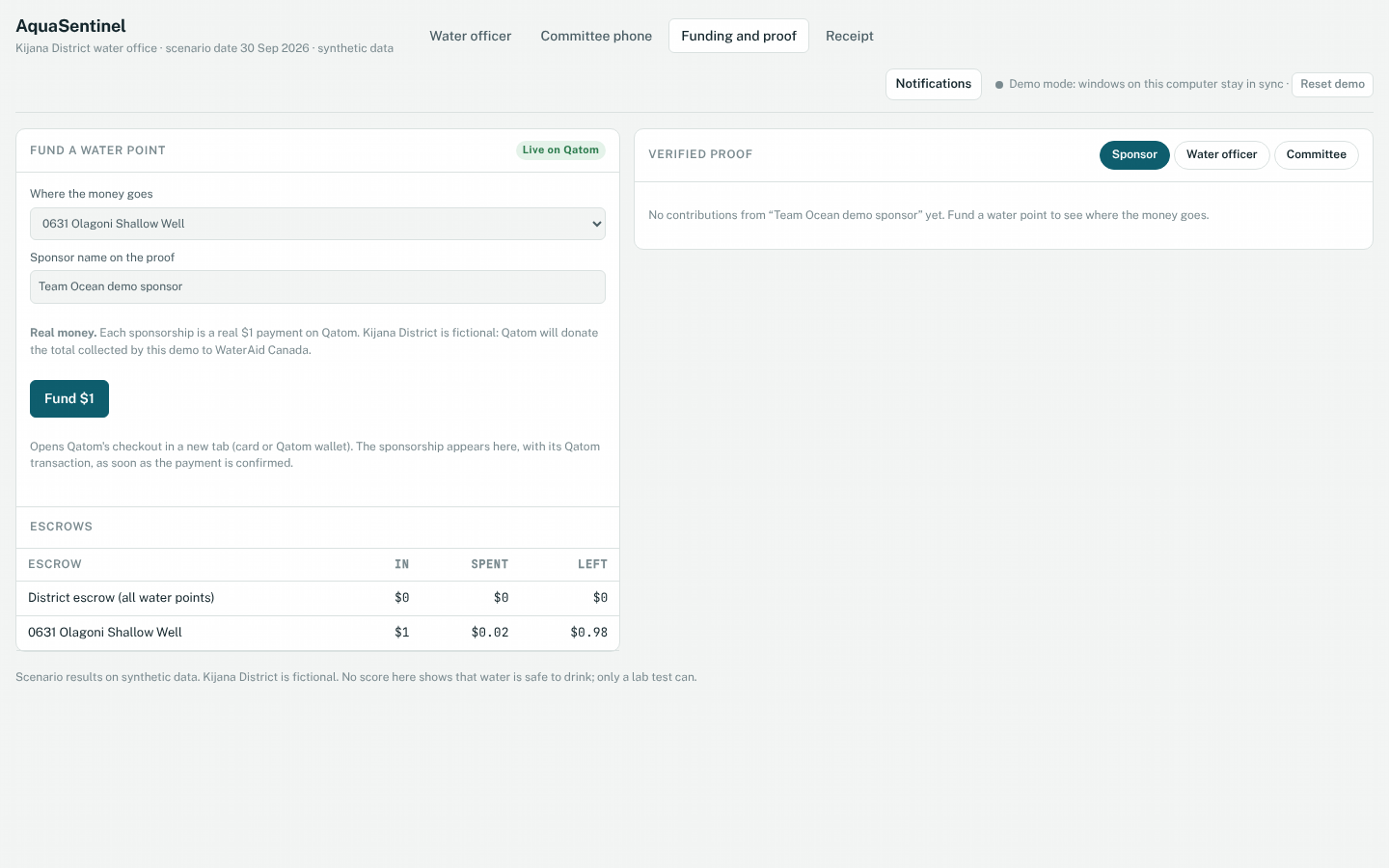 AquaSentinel
Kijana District water office · scenario date 30 Sep 2026 · synthetic data
Water officer
Committee phone
Funding and proof
Receipt
Notifications
Demo mode: windows on this computer stay in sync ·
Reset demo
FUND A WATER POINT
Live on Qatom
Where the money goes
0631 Olagoni Shallow Well
Sponsor name on the proof
Team Ocean demo sponsor
Real money. Each sponsorship is a real $1 payment on Qatom. Kijana District is fictional: Qatom will donate
the total collected by this demo to WaterAid Canada.
Fund $1
Opens Qatom's checkout in a new tab (card or Qatom wallet). The sponsorship appears here, with its Qatom
transaction, as soon as the payment is confirmed.
ESCROWS
ESCROW IN SPENT LEFT
District escrow (all water points) $0 $0 $0
0631 Olagoni Shallow Well $1 $0.02 $0.98
VERIFIED PROOF
Sponsor
Water officer
Committee
No contributions from “Team Ocean demo sponsor” yet. Fund a water point to see where the money goes.
Scenario results on synthetic data. Kijana District is fictional. No score here shows that water is safe to drink; only a lab test can.